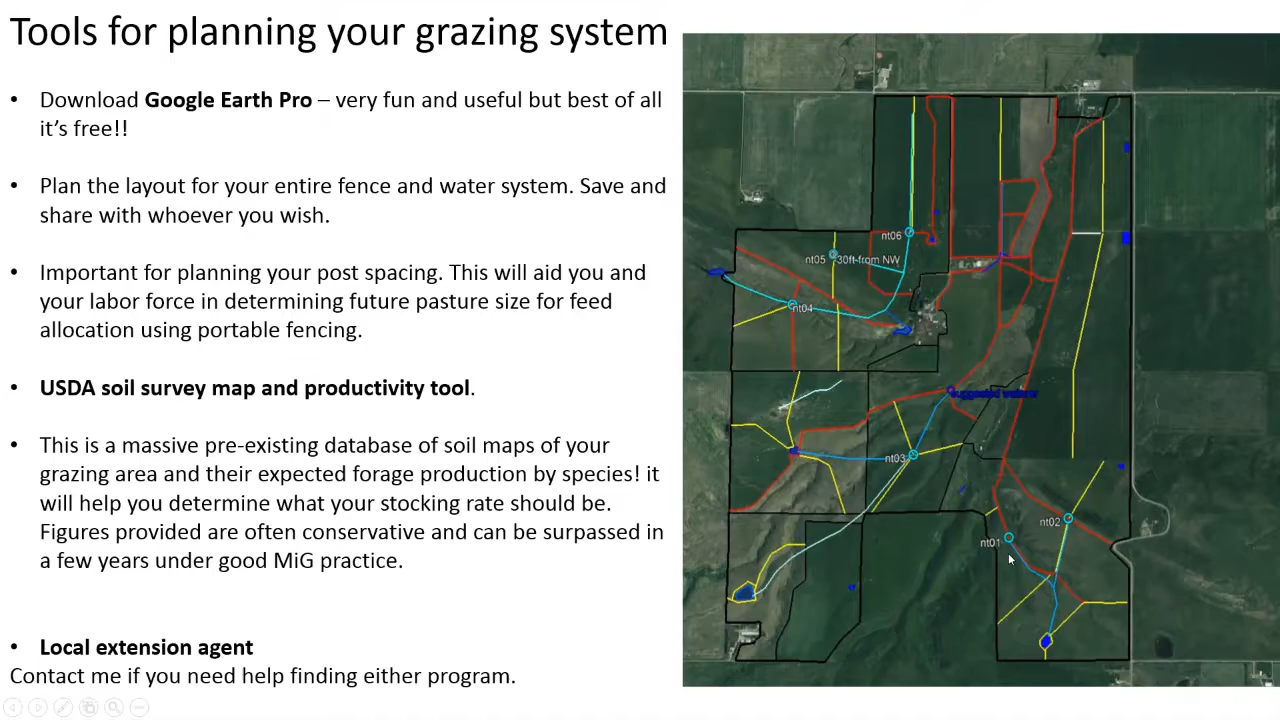 Tools for planning your grazing system
• Download Google Earth Pro – very fun and useful but best of all
it's free!!
• Plan the layout for your entire fence and water system. Save and
share with whoever you wish.
• Important for planning your post spacing. This will aid you and
your labor force in determining future pasture size for feed
allocation using portable fencing.
• USDA soil survey map and productivity tool.
• This is a massive pre-existing database of soil maps of your
grazing area and their expected forage production by species! it
will help you determine what your stocking rate should be.
Figures provided are often conservative and can be surpassed in
a few years under good MiG practice.
• Local extension agent
Contact me if you need help finding either program.
nt06
nt05 30ft-from NW
nt04
suggested waterer
nt03
nt02
nt01